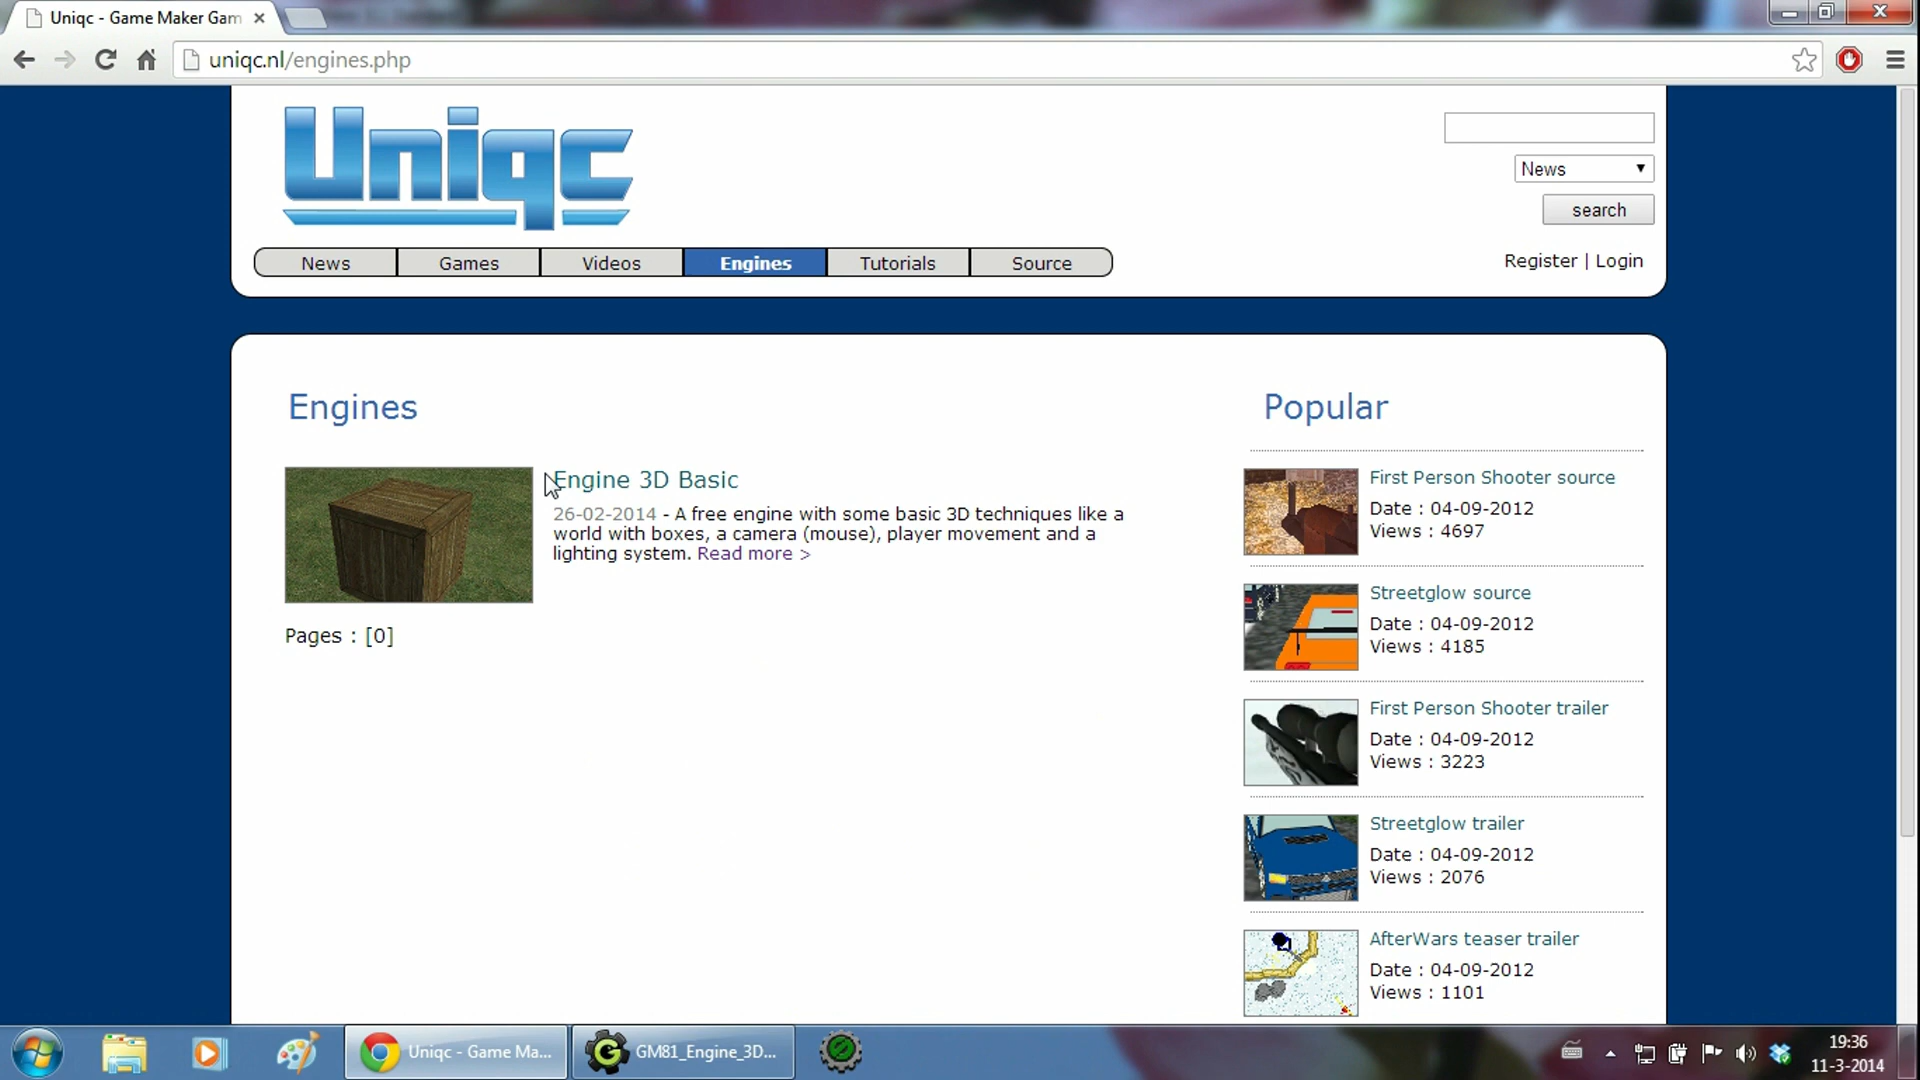 Uniqc - Game Maker Gam
uniqc.nl/engines.php
Uniqc
News
search
News
Games
Videos
Engines
Tutorials
Source
Register | Login
Engines
Engine 3D Basic
26-02-2014 - A free engine with some basic 3D techniques like a
world with boxes, a camera (mouse), player movement and a
lighting system. Read more >
Pages : [0]
Popular
First Person Shooter source
Date : 04-09-2012
Views : 4697
Streetglow source
Date : 04-09-2012
Views : 4185
First Person Shooter trailer
Date : 04-09-2012
Views : 3223
Streetglow trailer
Date : 04-09-2012
Views : 2076
AfterWars teaser trailer
Date : 04-09-2012
Views : 1101
Uniqc - Game Ma...
GM81_Engine_3D...
19:36
11-3-2014